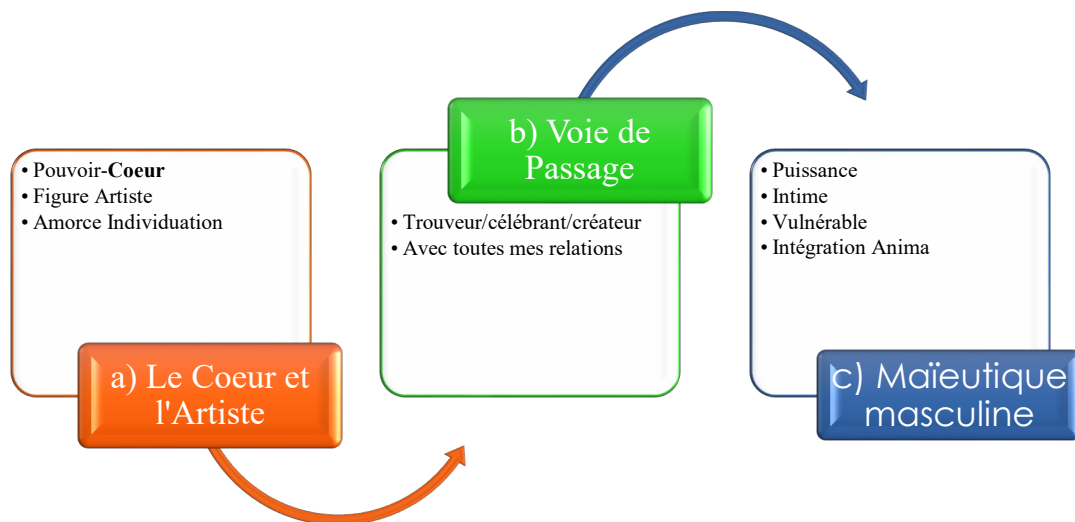 • Pouvoir-Coeur
• Figure Artiste
• Amorce Individuation
a) Le Coeur et
l'Artiste
b) Voie de
Passage
• Trouveur/célébrant/créateur
• Avec toutes mes relations
• Puissance
• Intime
• Vulnérable
• Intégration Anima
c) Maïeutique
masculine